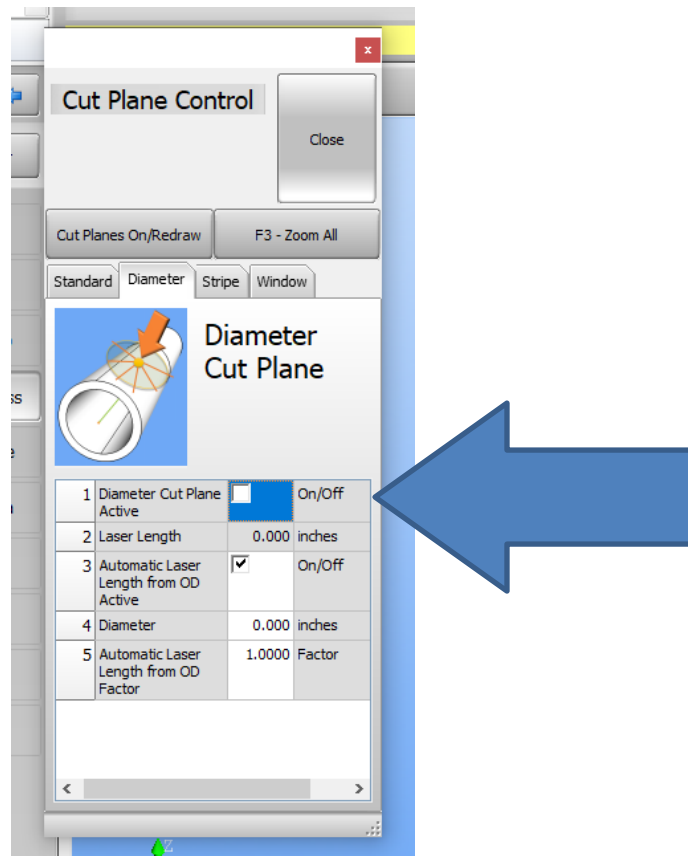 x
Cut Plane Control
Close
Cut Planes On/Redraw
F3 - Zoom All
Standard Diameter Stripe Window
Diameter
Cut Plane
1 Diameter Cut Plane On/Off
Active
2 Laser Length 0.000 inches
3 Automatic Laser On/Off
Length from OD
Active
4 Diameter 0.000 inches
5 Automatic Laser 1.0000 Factor
Length from OD
Factor
ss
e
Z